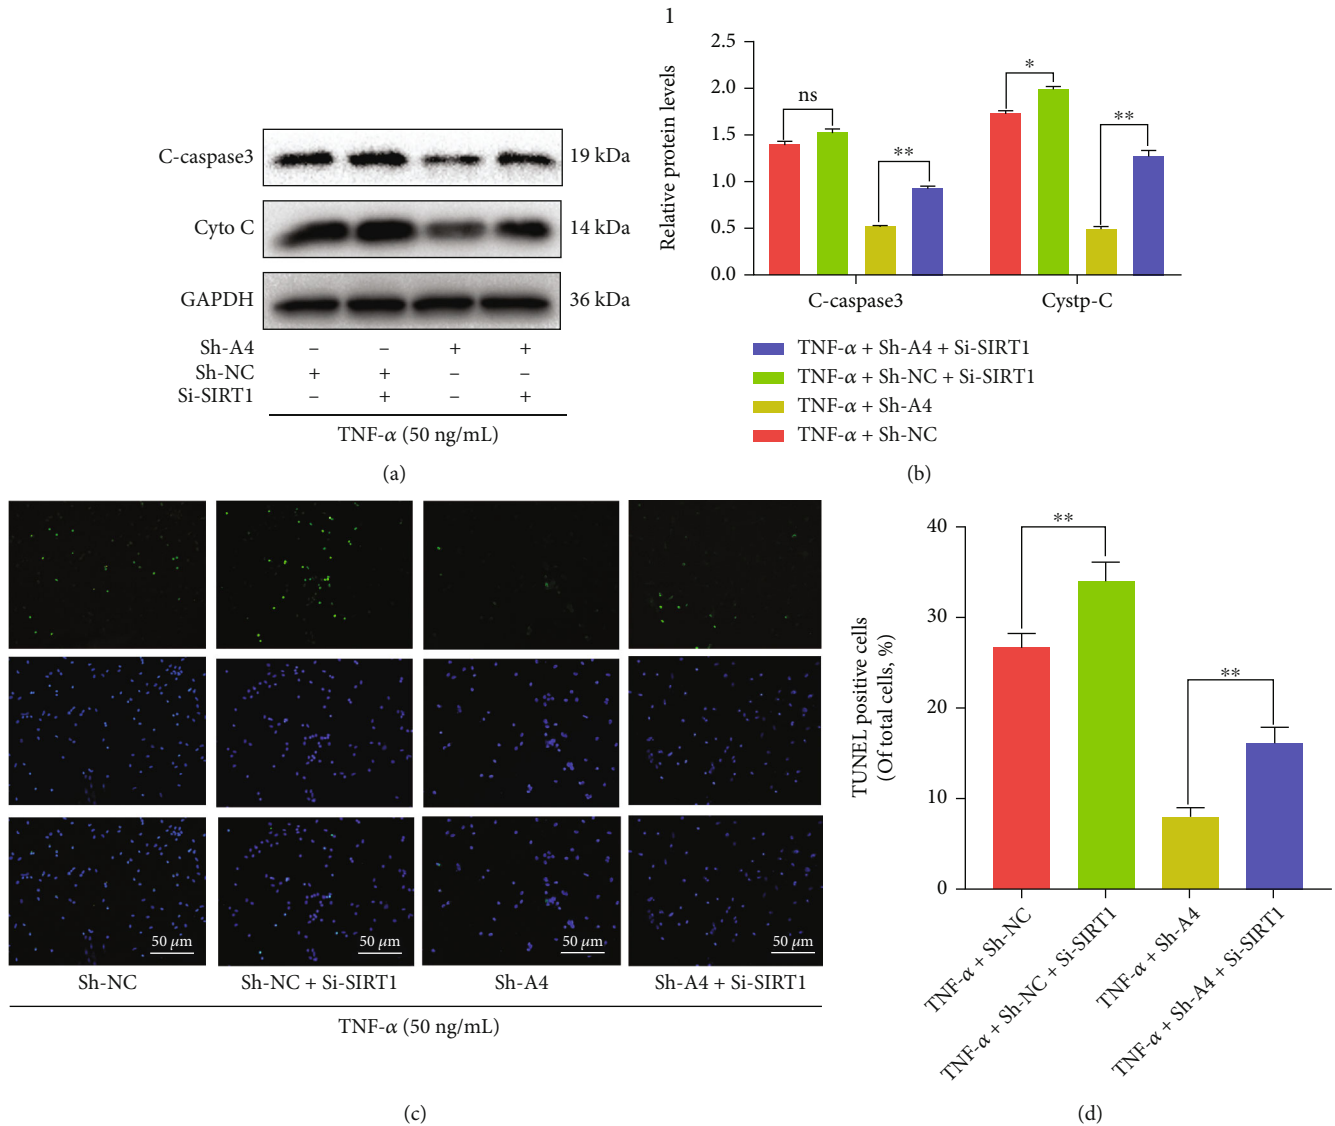 1
C-caspase3
19 kDa
Cyto C
14 kDa
GAPDH
36 kDa
Sh-A4 – – + +
Sh-NC + + – –
Si-SIRT1 – + – +
TNF-α (50 ng/mL)
(a)
Relative protein levels
2.5
2.0
1.5
1.0
0.5
0.0
ns
**
*
**
C-caspase3
Cystp-C
TNF-α + Sh-A4 + Si-SIRT1
TNF-α + Sh-NC + Si-SIRT1
TNF-α + Sh-A4
TNF-α + Sh-NC
(b)
50 µm
50 µm
50 µm
50 µm
Sh-NC
Sh-NC + Si-SIRT1
Sh-A4
Sh-A4 + Si-SIRT1
TNF-α (50 ng/mL)
(c)
TUNEL positive cells
(Of total cells, %)
40
30
20
10
0
**
**
TNF-α + Sh-NC
TNF-α + Sh-NC + Si-SIRT1
TNF-α + Sh-A4
TNF-α + Sh-A4 + Si-SIRT1
(d)